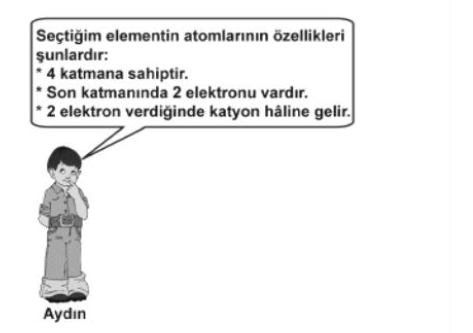 Seçtiğim elementin atomlarının özellikleri
şunlardır:
* 4 katmana sahiptir.
* Son katmanında 2 elektronu vardır.
* 2 elektron verdiğinde katyon hâline gelir.
Aydın